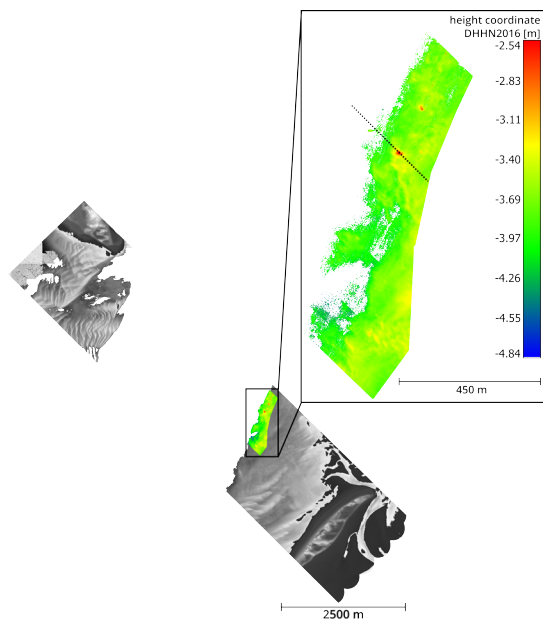 height coordinate
DHHN2016 [m]
-2.54
-2.83
-3.11
-3.40
-3.69
-3.97
-4.26
-4.55
-4.84
450 m
2500 m